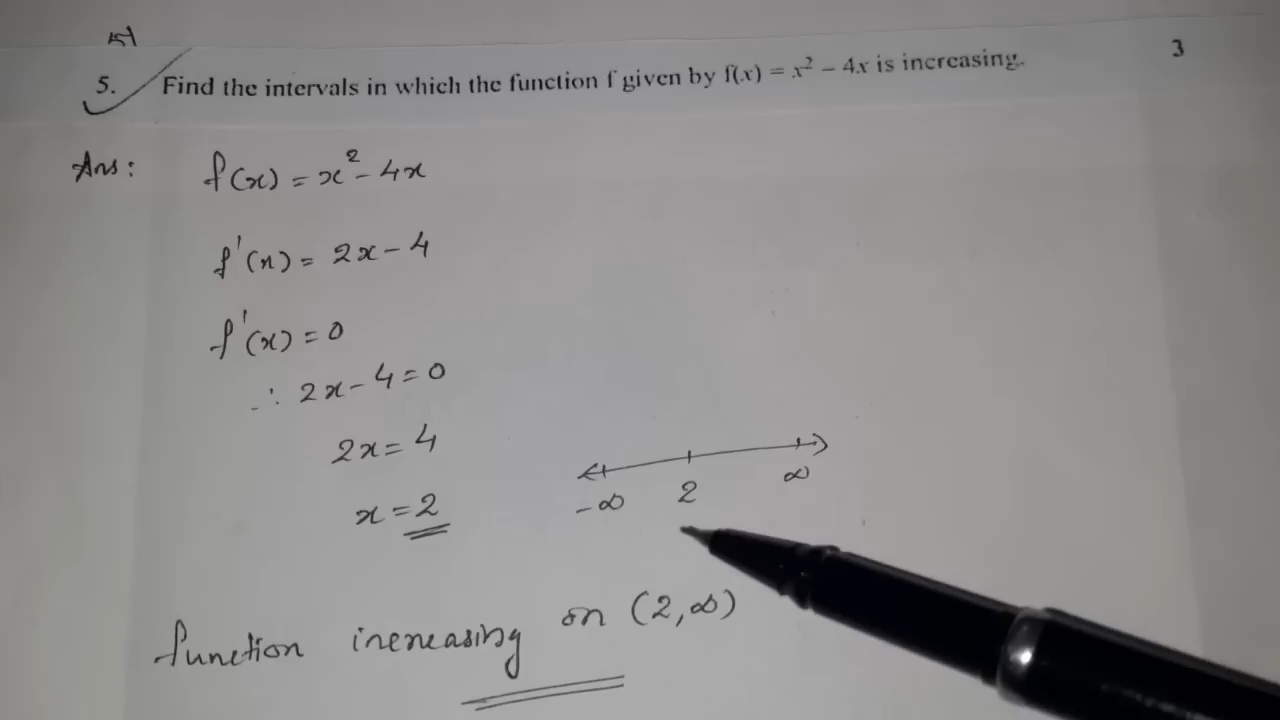 5)
5. Find the intervals in which the function f given by f(x) = x² – 4x is increasing. 3
Ans: f(x) = x² - 4x
f'(x) = 2x - 4
f'(x) = 0
∴ 2x - 4 = 0
2x = 4
x = 2
-∞ 2 ∞
function increasing on (2, ∞)